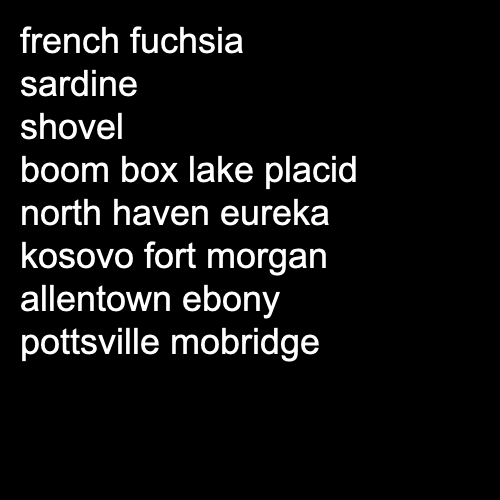 french fuchsia
sardine
shovel
boom box lake placid
north haven eureka
kosovo fort morgan
allentown ebony
pottsville mobridge